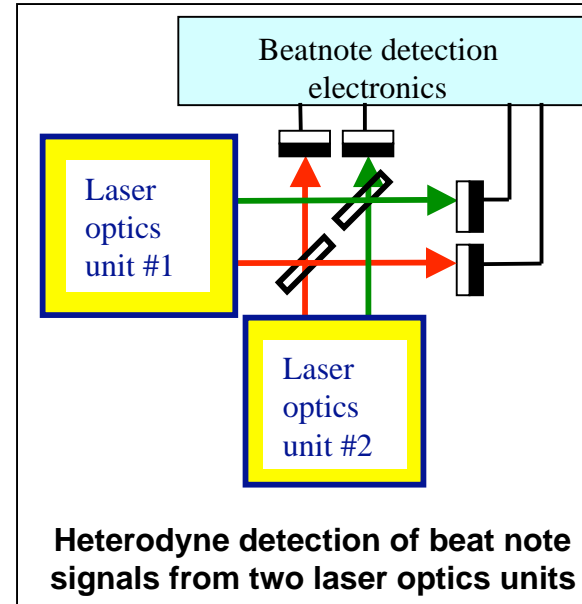 Beatnote detection
electronics
Laser
optics
unit #1
Laser
optics
unit #2
Heterodyne detection of beat note
signals from two laser optics units